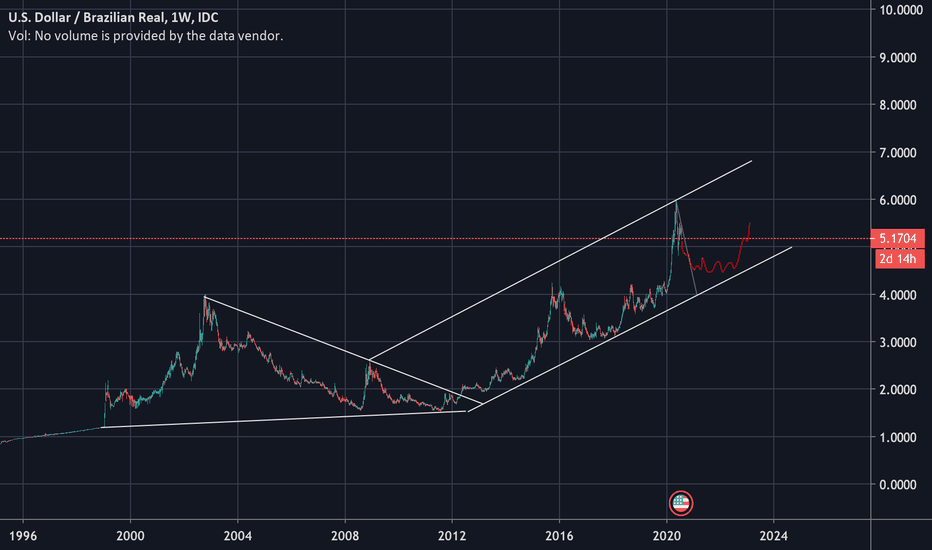 U.S. Dollar / Brazilian Real, 1W, IDC
Vol: No volume is provided by the data vendor.
10.0000
9.0000
8.0000
7.0000
6.0000
5.1704
2d 14h
4.0000
3.0000
2.0000
1.0000
0.0000
1996 2000 2004 2008 2012 2016 2020 2024